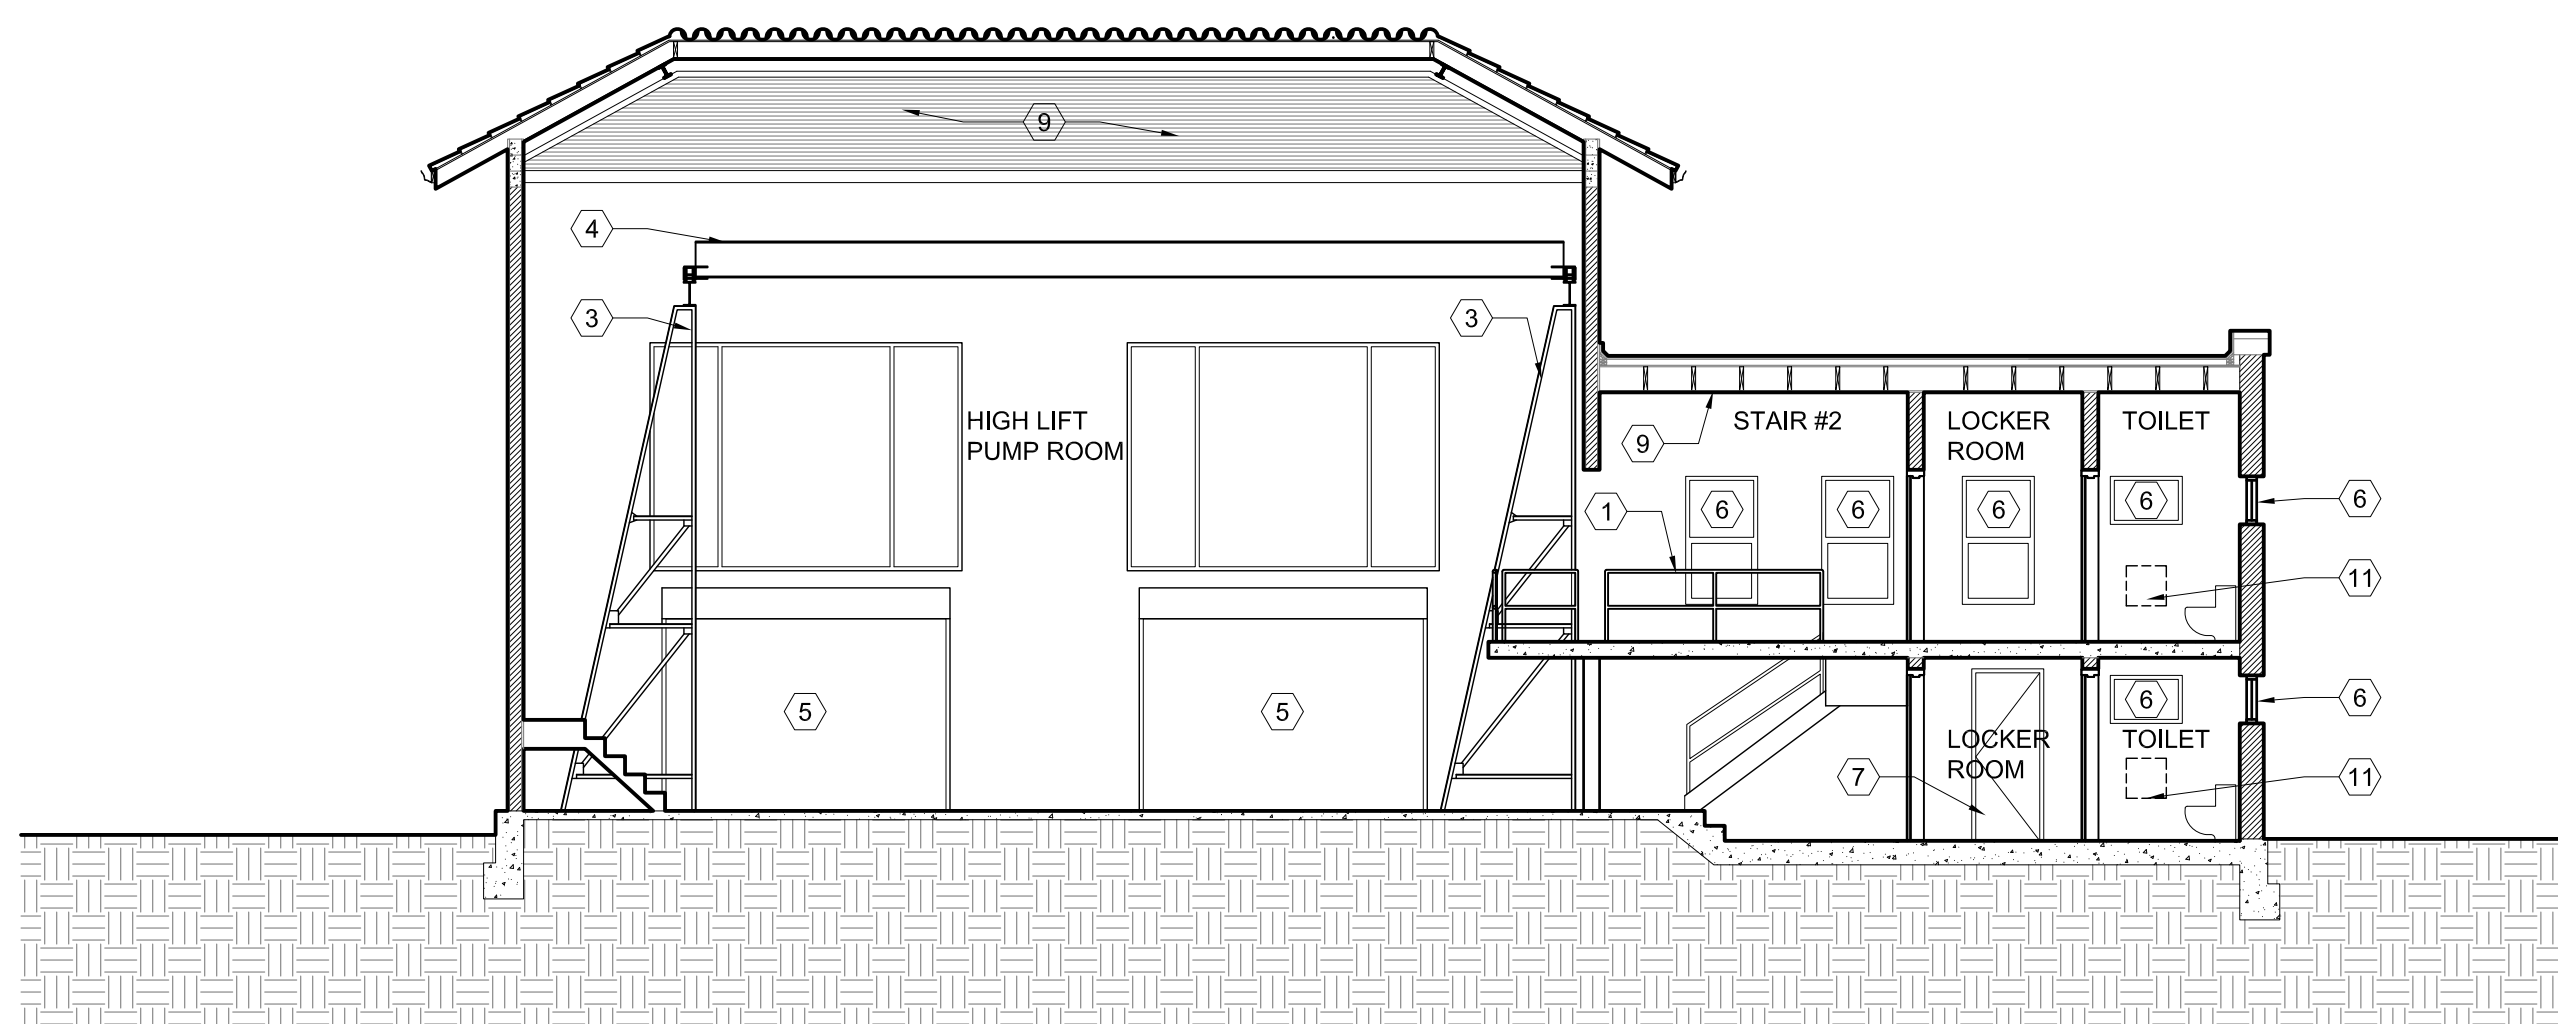 9
4
3
3
HIGH LIFT
PUMP ROOM
STAIR #2
LOCKER
ROOM
TOILET
9
1
6
6
6
6
6
11
5
5
6
6
LOCKER
ROOM
TOILET
7
11